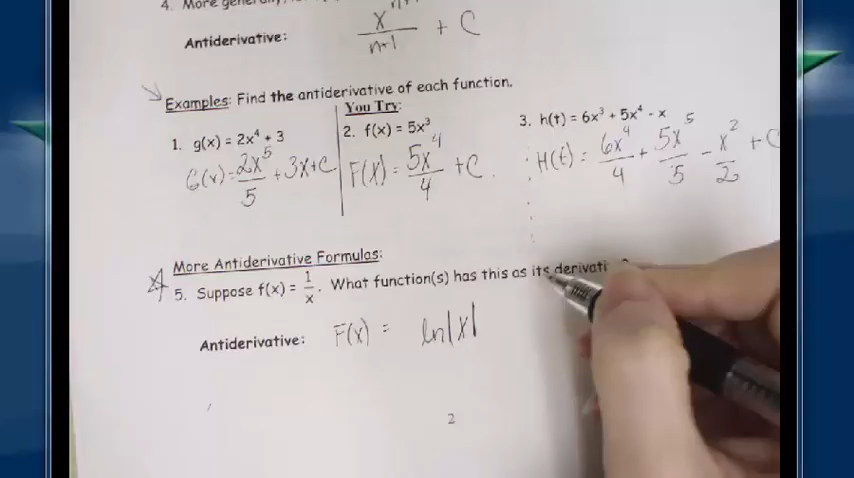 4. More generally,
Antiderivative: x^(n+1)/(n+1) + C
Examples: Find the antiderivative of each function.
1. g(x) = 2x⁴ + 3
G(x) = 2x⁵/5 + 3x + C
You Try:
2. f(x) = 5x³
F(x) = 5x⁴/4 + C.
3. h(t) = 6x³ + 5x⁴ - x
H(t) = 6x⁴/4 + 5x⁵/5 - x²/2 + C
More Antiderivative Formulas:
5. Suppose f(x) = 1/x. What function(s) has this as its
Antiderivative: F(x) = ln|x|
2